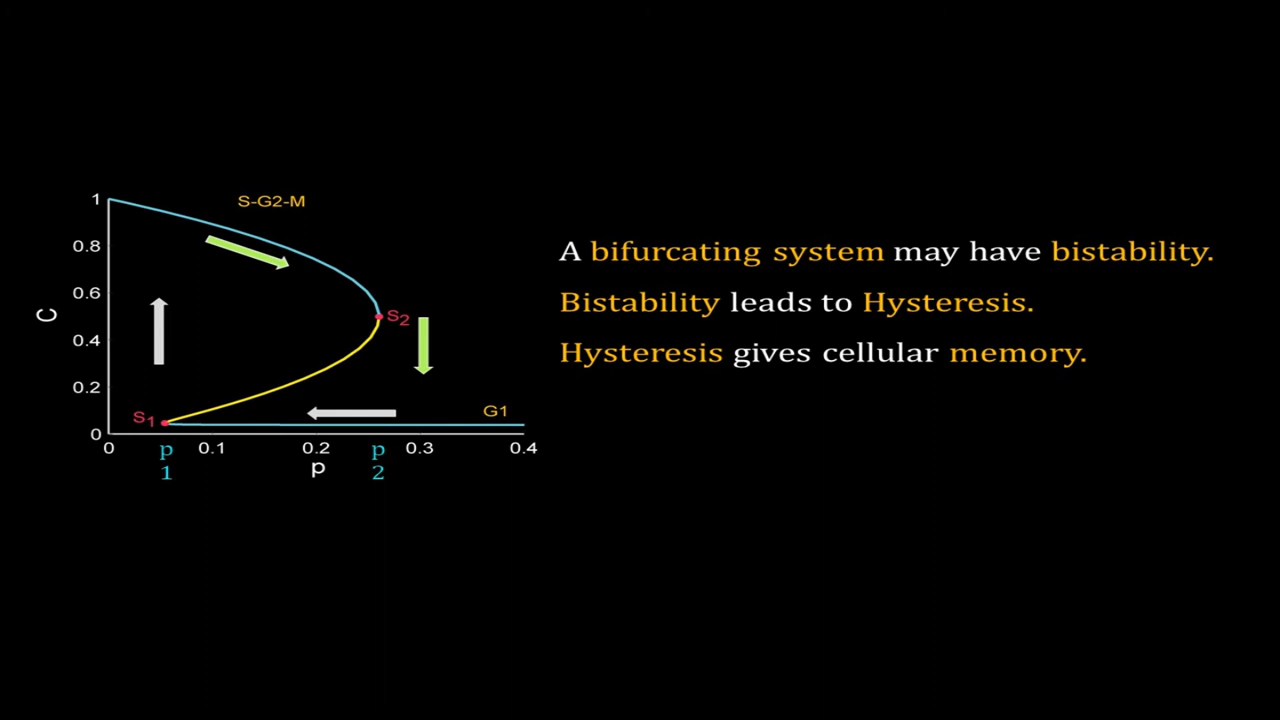 S-G2-M
1
0.8
0.6
0.4
0.2
0
C
S2
S1
G1
0 0.1 0.2 0.3 0.4
p 1
p 2
p
A bifurcating system may have bistability.
Bistability leads to Hysteresis.
Hysteresis gives cellular memory.